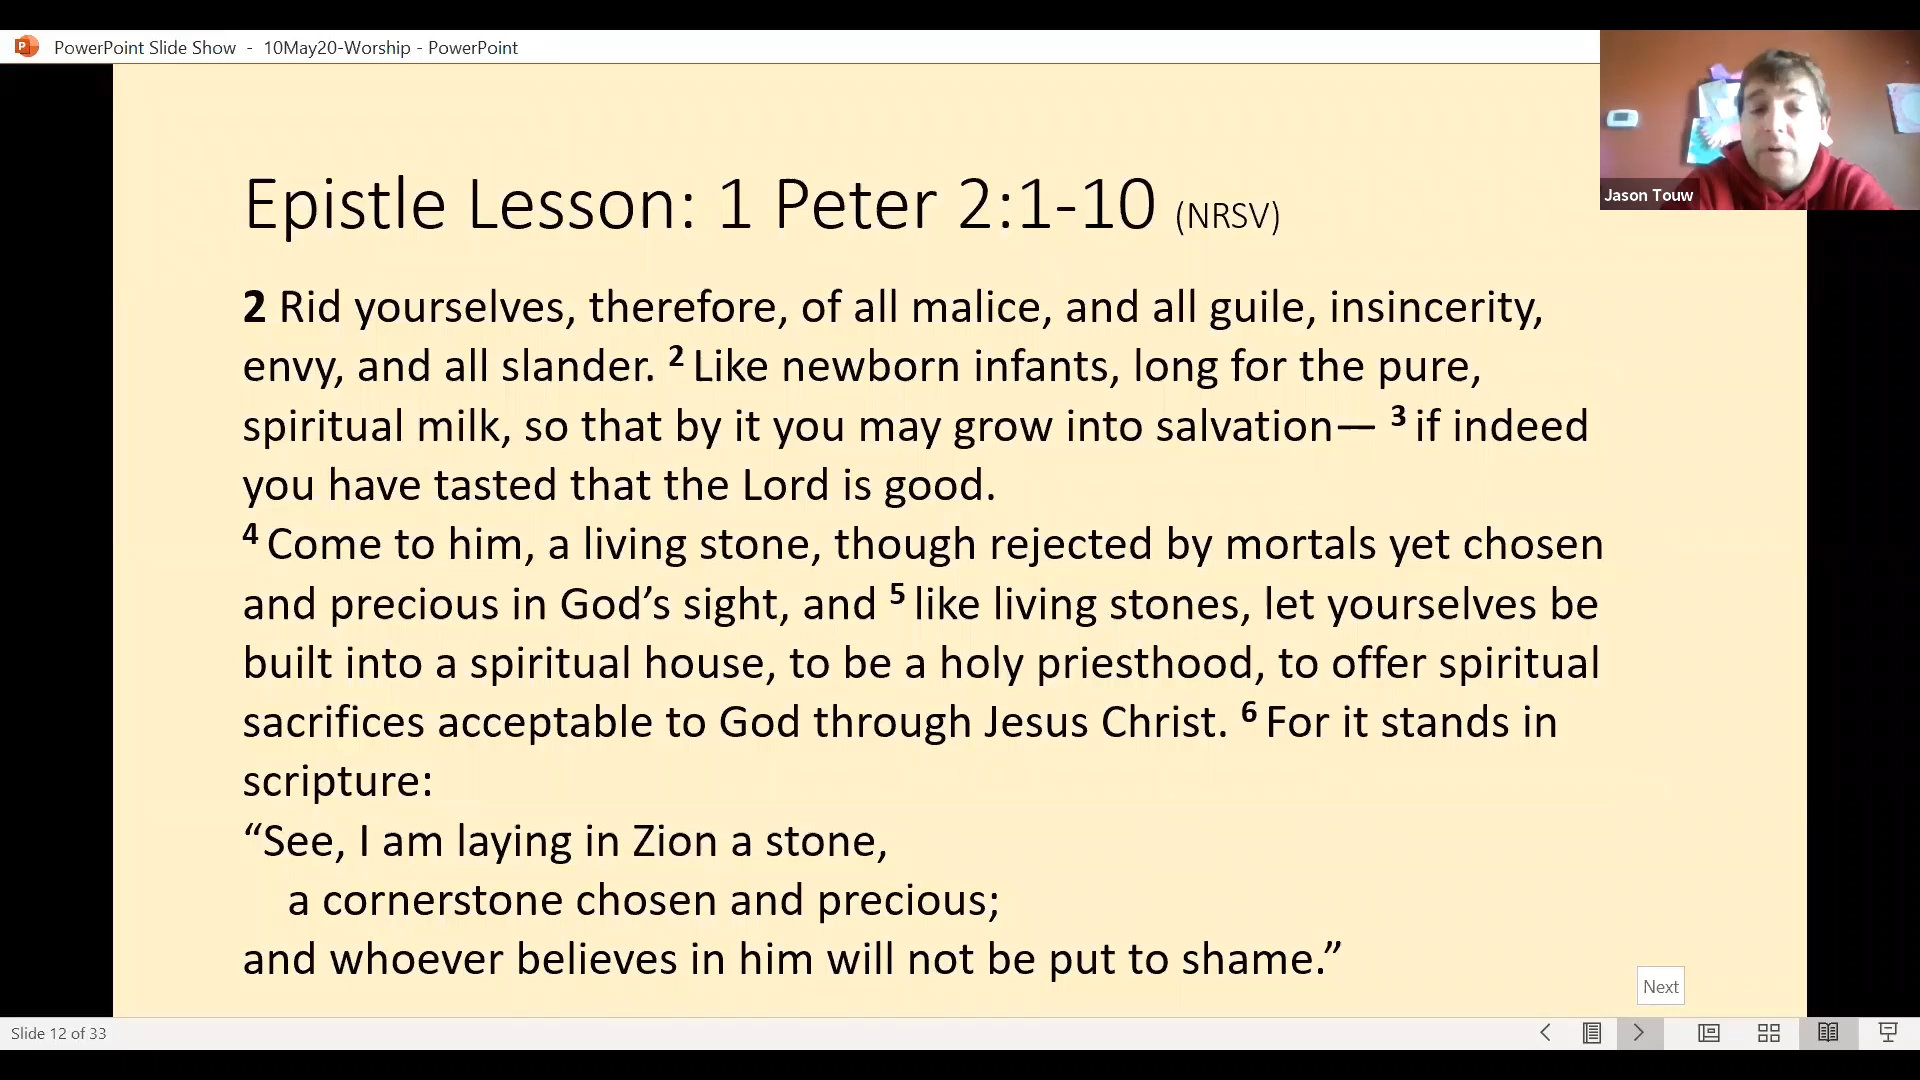 PowerPoint Slide Show - 10May20-Worship - PowerPoint
Jason Touw
Epistle Lesson: 1 Peter 2:1-10 (NRSV)
2 Rid yourselves, therefore, of all malice, and all guile, insincerity,
envy, and all slander. 2 Like newborn infants, long for the pure,
spiritual milk, so that by it you may grow into salvation— 3 if indeed
you have tasted that the Lord is good.
4 Come to him, a living stone, though rejected by mortals yet chosen
and precious in God’s sight, and 5 like living stones, let yourselves be
built into a spiritual house, to be a holy priesthood, to offer spiritual
sacrifices acceptable to God through Jesus Christ. 6 For it stands in
scripture:
“See, I am laying in Zion a stone,
a cornerstone chosen and precious;
and whoever believes in him will not be put to shame.”
Next
Slide 12 of 33